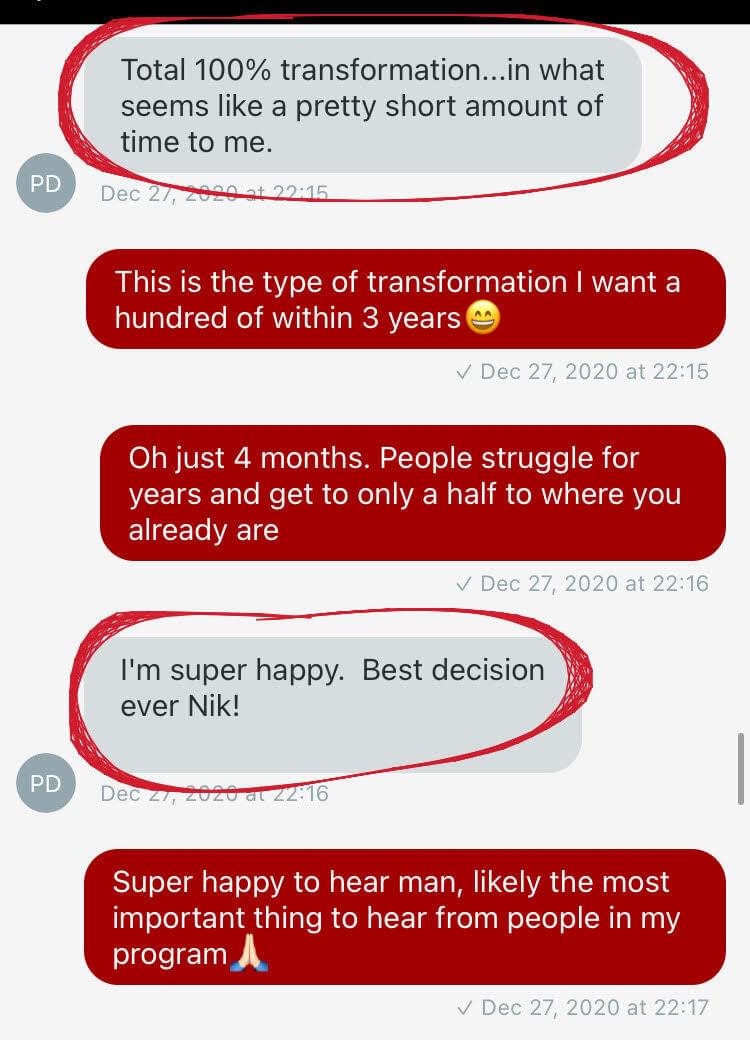 Total 100% transformation...in what
seems like a pretty short amount of
time to me.
PD
Dec 27, 2020 at 22:15
This is the type of transformation I want a
hundred of within 3 years😄
✓ Dec 27, 2020 at 22:15
Oh just 4 months. People struggle for
years and get to only a half to where you
already are
✓ Dec 27, 2020 at 22:16
I'm super happy.  Best decision
ever Nik!
PD
Dec 27, 2020 at 22:16
Super happy to hear man, likely the most
important thing to hear from people in my
program🙏🏻
✓ Dec 27, 2020 at 22:17